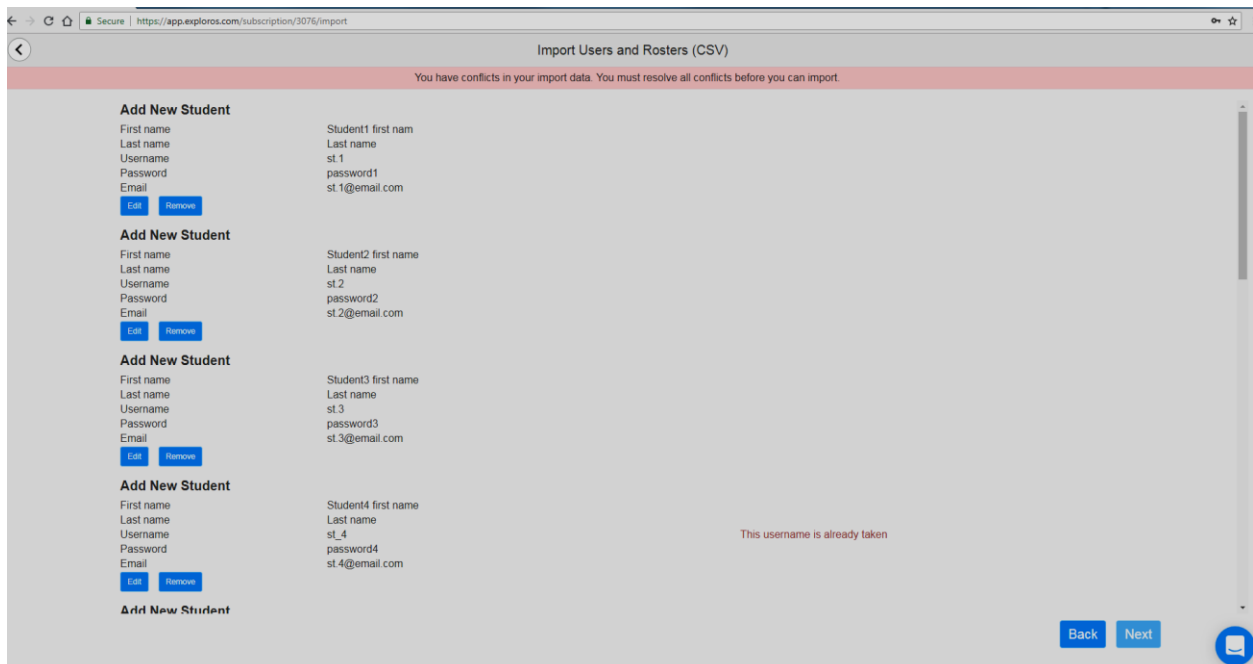 Secure | https://app.exploros.com/subscription/3076/import
Import Users and Rosters (CSV)
You have conflicts in your import data. You must resolve all conflicts before you can import.
Add New Student
First name Student1 first nam
Last name Last name
Username st.1
Password password1
Email st.1@email.com
Edit Remove
Add New Student
First name Student2 first name
Last name Last name
Username st.2
Password password2
Email st.2@email.com
Edit Remove
Add New Student
First name Student3 first name
Last name Last name
Username st.3
Password password3
Email st.3@email.com
Edit Remove
Add New Student
First name Student4 first name
Last name Last name
Username st_4 This username is already taken
Password password4
Email st.4@email.com
Edit Remove
Add New Student
Back Next